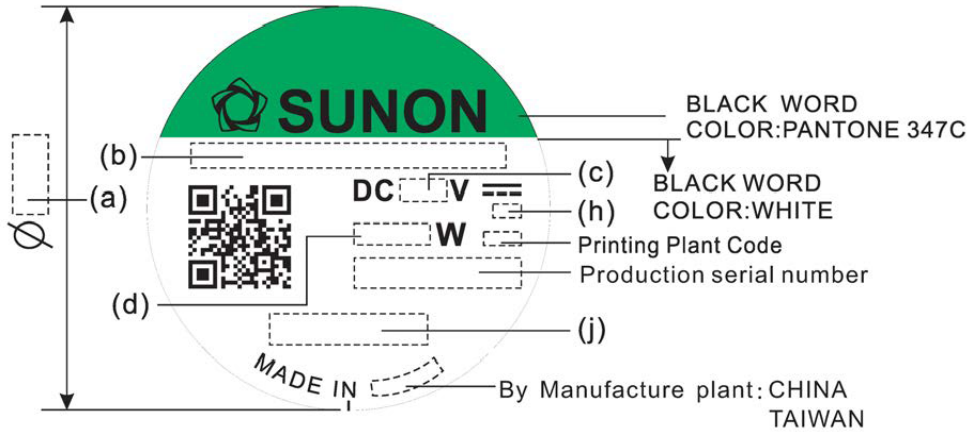 SUNON
BLACK WORD
COLOR:PANTONE 347C
(b)
(c)
DC V
BLACK WORD
COLOR:WHITE
(a)
(h)
Ø
W
Printing Plant Code
Production serial number
(d)
(j)
MADE IN
By Manufacture plant: CHINA
TAIWAN